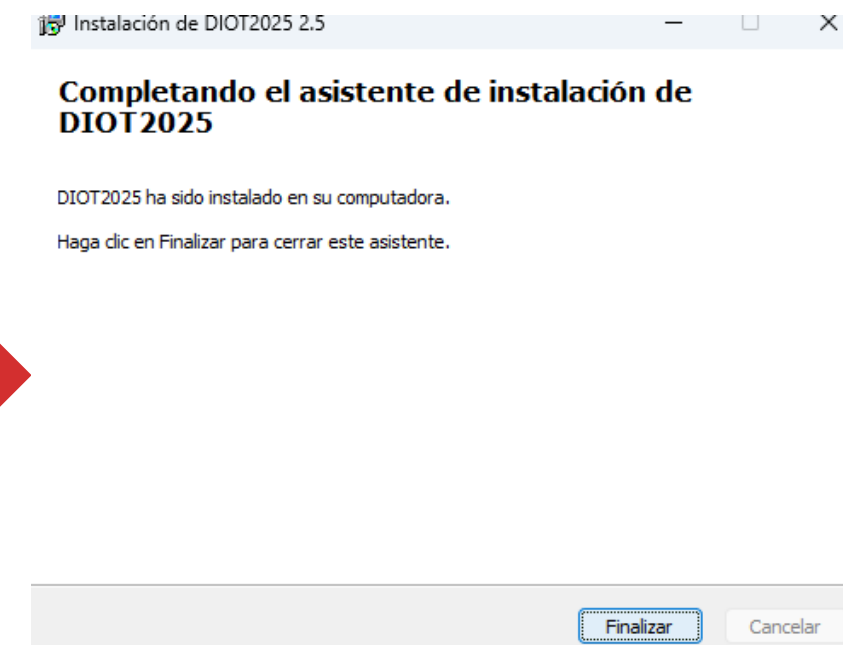 Instalación de DIOT2025 2.5
Completando el asistente de instalación de
DIOT2025
DIOT2025 ha sido instalado en su computadora.
Haga clic en Finalizar para cerrar este asistente.
Finalizar
Cancelar